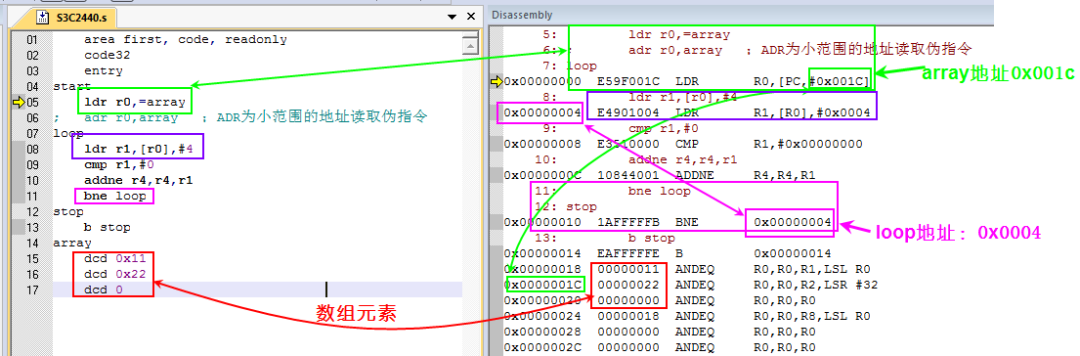 S3C2440.s
01 area first, code, readonly
02 code32
03 entry
04 start
05 ldr r0,=array
06 ; adr r0,array ; ADR为小范围的地址读取伪指令
07 loop
08 ldr r1,[r0],#4
09 cmp r1,#0
10 addne r4,r4,r1
11 bne loop
12 stop
13 b stop
14 array
15 dcd 0x11
16 dcd 0x22
17 dcd 0
数组元素
Disassembly
5: ldr r0,=array
6: ; adr r0,array ; ADR为小范围的地址读取伪指令
7: loop
0x00000000 E59F001C LDR R0,[PC,#0x001C]
8: ldr r1,[r0],#4
0x00000004 E4901004 LDR R1,[R0],#0x0004
9: cmp r1,#0
0x00000008 E3510000 CMP R1,#0x00000000
10: addne r4,r4,r1
0x0000000C 10844001 ADDNE R4,R4,R1
11: bne loop
12: stop
0x00000010 1AFFFFFB BNE 0x00000004
13: b stop
0x00000014 EAFFFFFE B 0x00000014
0x00000018 00000011 ANDEQ R0,R0,R1,LSL R0
0x0000001C 00000022 ANDEQ R0,R0,R2,LSR #32
0x00000020 00000000 ANDEQ R0,R0,R0
0x00000024 00000018 ANDEQ R0,R0,R8,LSL R0
0x00000028 00000000 ANDEQ R0,R0,R0
0x0000002C 00000000 ANDEQ R0,R0,R0
array地址0x001c
loop地址：0x0004